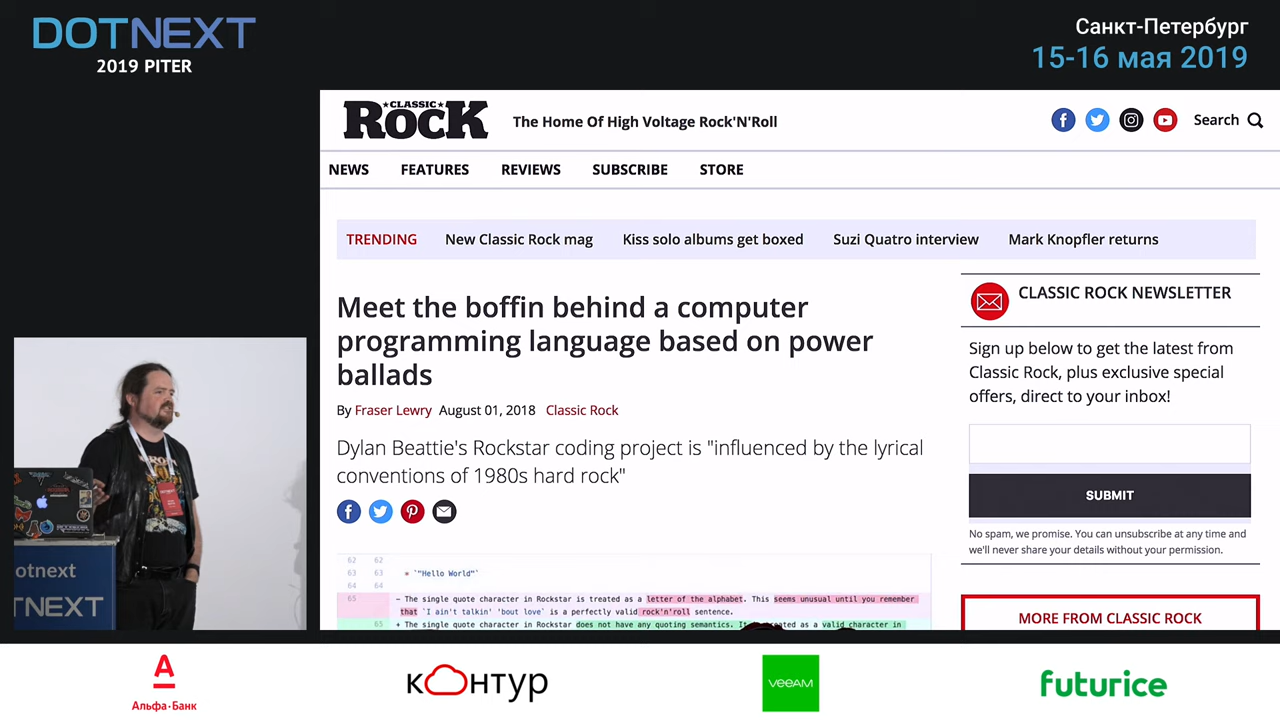 DOTNEXT
2019 PITER
Санкт-Петербург
15-16 мая 2019
CLASSIC
ROCK
The Home Of High Voltage Rock'N'Roll
Search
NEWS FEATURES REVIEWS SUBSCRIBE STORE
TRENDING New Classic Rock mag Kiss solo albums get boxed Suzi Quatro interview Mark Knopfler returns
Meet the boffin behind a computer
programming language based on power
ballads
By Fraser Lewry August 01, 2018 Classic Rock
Dylan Beattie's Rockstar coding project is "influenced by the lyrical
conventions of 1980s hard rock"
62 62
63 63 * `"Hello World"`
64 64
65 - The single quote character in Rockstar is treated as a letter of the alphabet. This seems unusual until you remember
that `I ain't talkin' 'bout love` is a perfectly valid rock'n'roll sentence.
65 + The single quote character in Rockstar does not have any quoting semantics. valid character in
CLASSIC ROCK NEWSLETTER
Sign up below to get the latest from
Classic Rock, plus exclusive special
offers, direct to your inbox!
SUBMIT
No spam, we promise. You can unsubscribe at any time and
we'll never share your details without your permission.
MORE FROM CLASSIC ROCK
otnext
TNEXT
А
Альфа·Банк
кОнтур
veeam
futurice